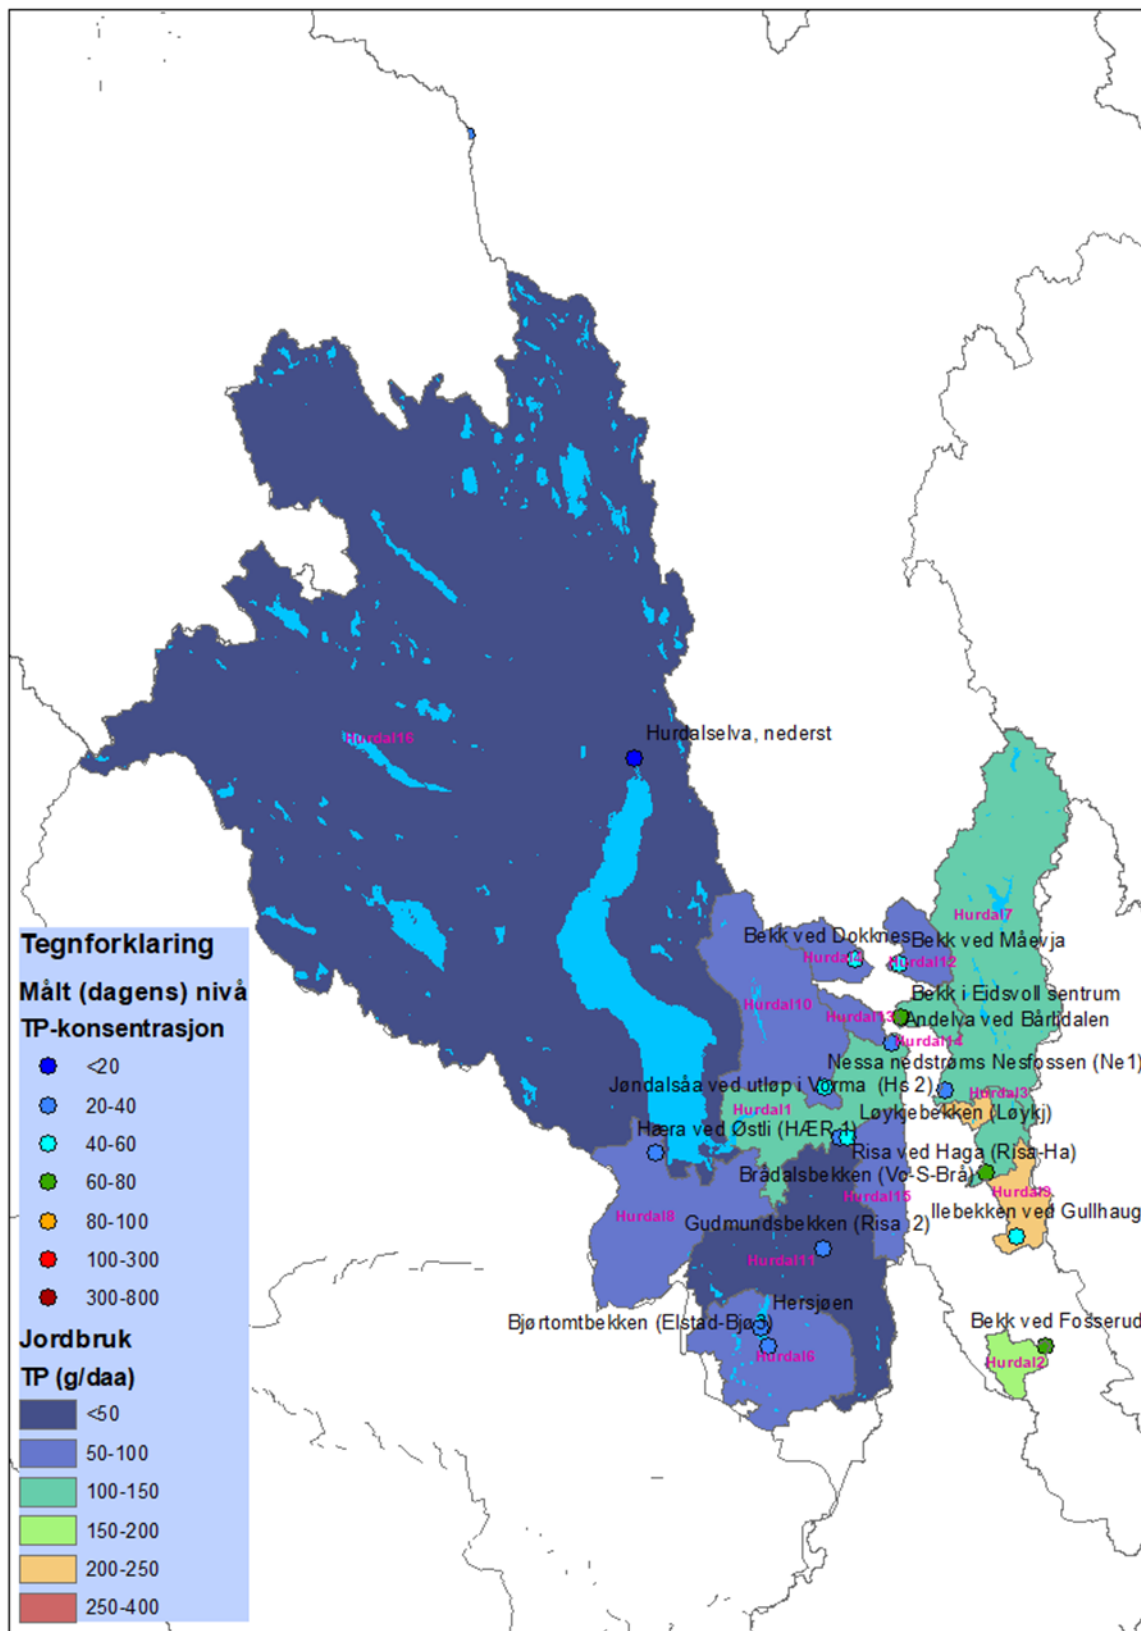 Hurdal16
Hurdalselva, nederst
Hurdal7
Bekk ved Dokknes
Bekk ved Måevja
Hurdal4
Hurdal12
Bekk i Eidsvoll sentrum
Hurdal10
Hurdal13
Andelva ved Bårlidalen
Hurdal14
Nessa nedstrøms Nesfossen (Ne1)
Jøndalsåa ved utløp i Vorma (Hs 2)
Hurdal3
Hurdal1
Løykjebekken (Løykj)
Hæra ved Østli (HÆR 1)
Risa ved Haga (Risa-Ha)
Brådalsbekken (Vo-S-Brå)
Hurdal15
Hurdal9
Hurdal8
Ilebekken ved Gullhaug
Gudmundsbekken (Risa 2)
Hurdal11
Hersjøen
Bjørtomtbekken (Elstad-Bjø3)
Bekk ved Fosserud
Hurdal6
Hurdal2
Tegnforklaring
Målt (dagens) nivå
TP-konsentrasjon
<20
20-40
40-60
60-80
80-100
100-300
300-800
Jordbruk
TP (g/daa)
<50
50-100
100-150
150-200
200-250
250-400